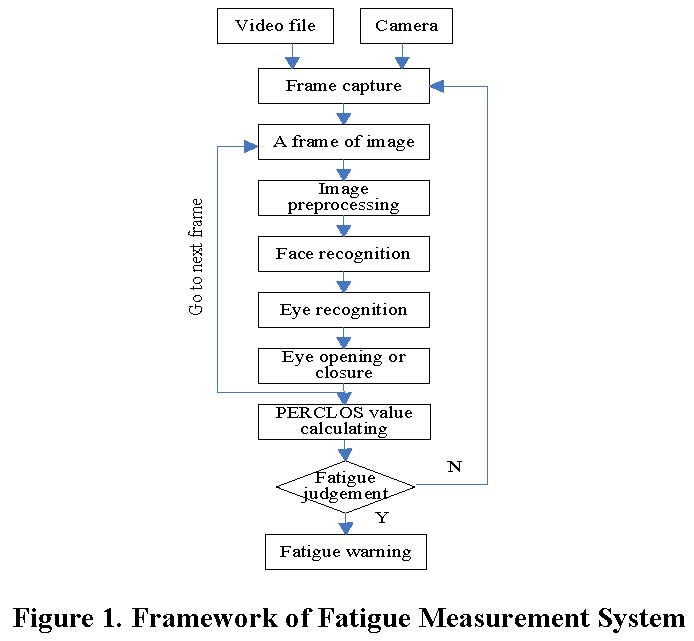 Video file
Camera
Frame capture
A frame of image
Image
preprocessing
Go to next frame
Face recognition
Eye recognition
Eye opening or
closure
PERCLOS value
calculating
Fatigue
judgement
N
Y
Fatigue warning
Figure 1. Framework of Fatigue Measurement System